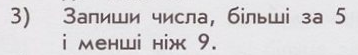 3) Запиши числа, більші за 5
і менші ніж 9.